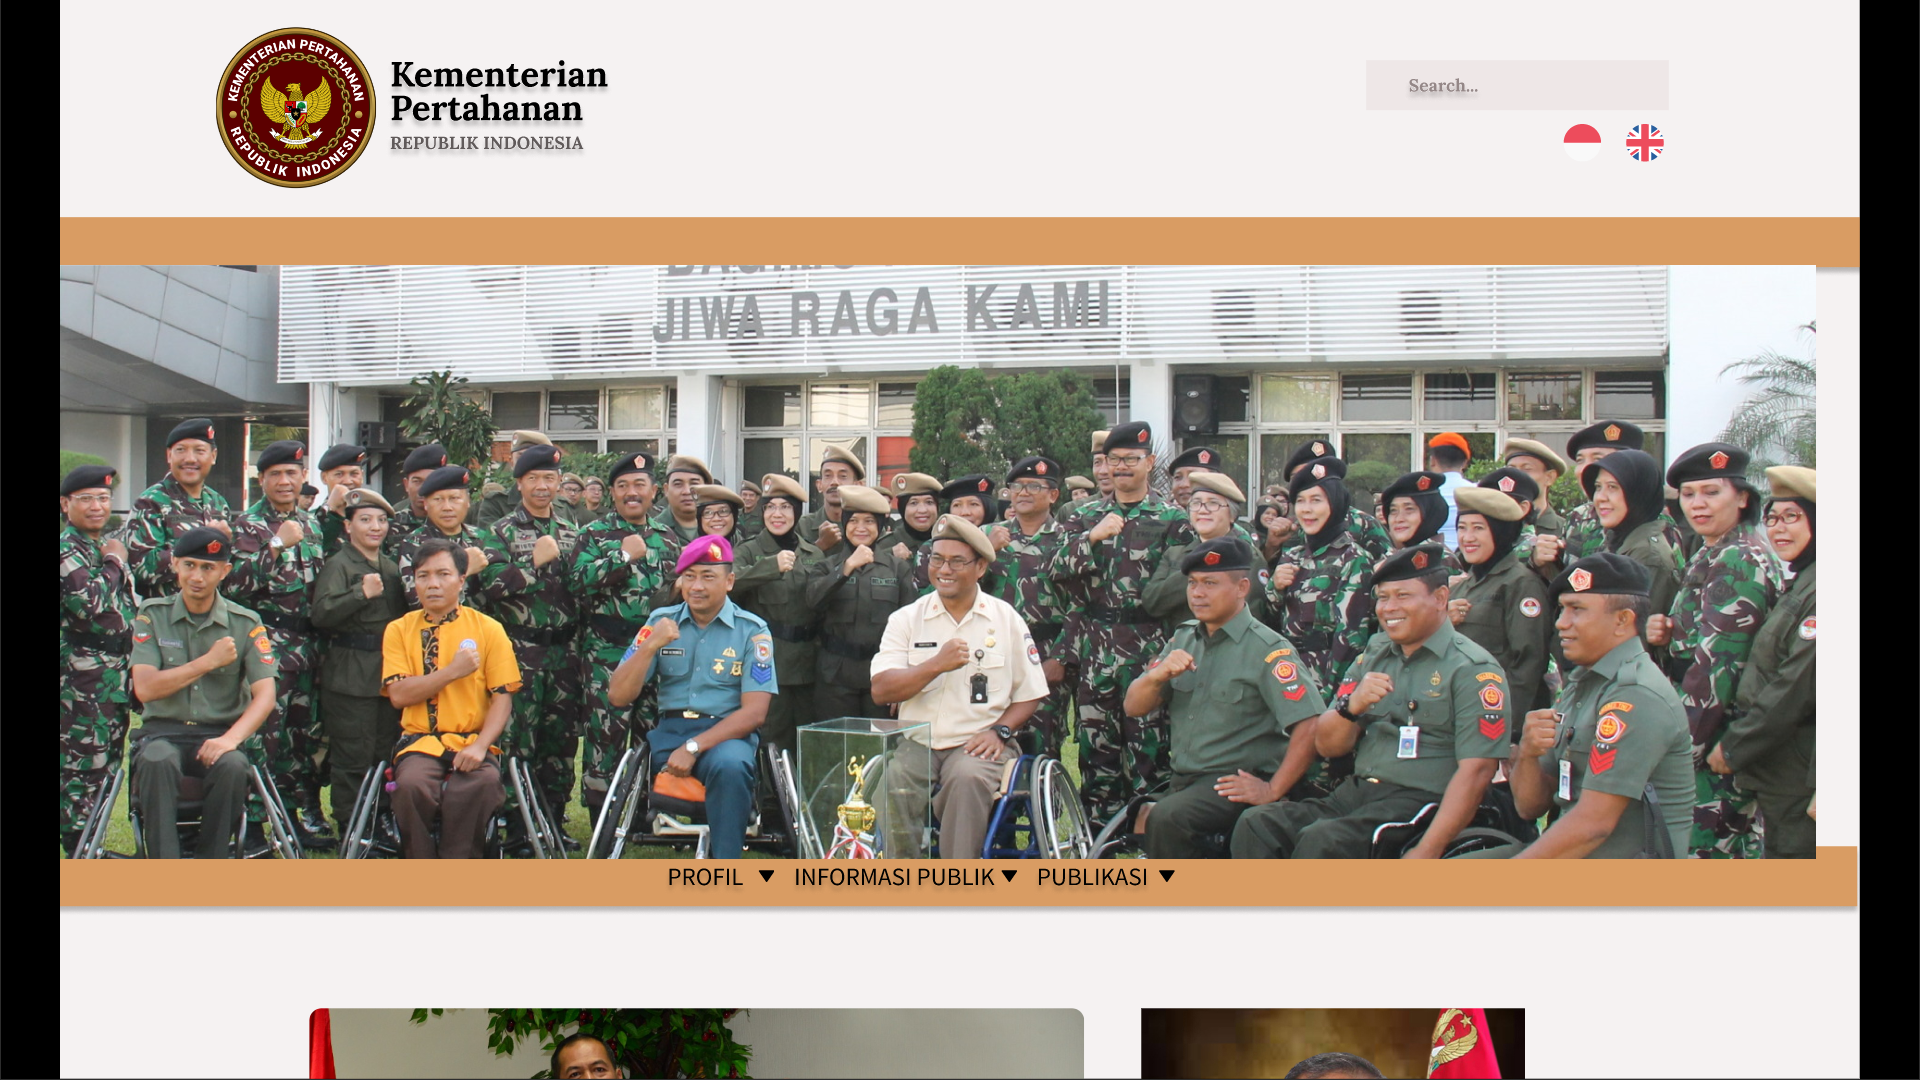 KEMENTERIAN PERTAHANAN
REPUBLIK INDONESIA
Kementerian
Pertahanan
REPUBLIK INDONESIA
Search...
JIWA RAGA KAMI
PROFIL
INFORMASI PUBLIK
PUBLIKASI